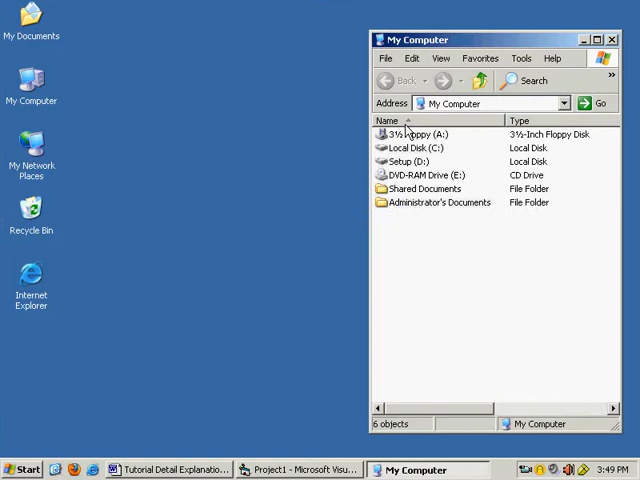 My Documents
My Computer
My Network
Places
Recycle Bin
Internet
Explorer
My Computer
File Edit View Favorites Tools Help
Back Search »
Address My Computer Go
Name Type
3½ Floppy (A:) 3½-Inch Floppy Disk
Local Disk (C:) Local Disk
Setup (D:) Local Disk
DVD-RAM Drive (E:) CD Drive
Shared Documents File Folder
Administrator's Documents File Folder
6 objects My Computer
Start Tutorial Detail Explanatio... Project1 - Microsoft Visu... My Computer 3:49 PM